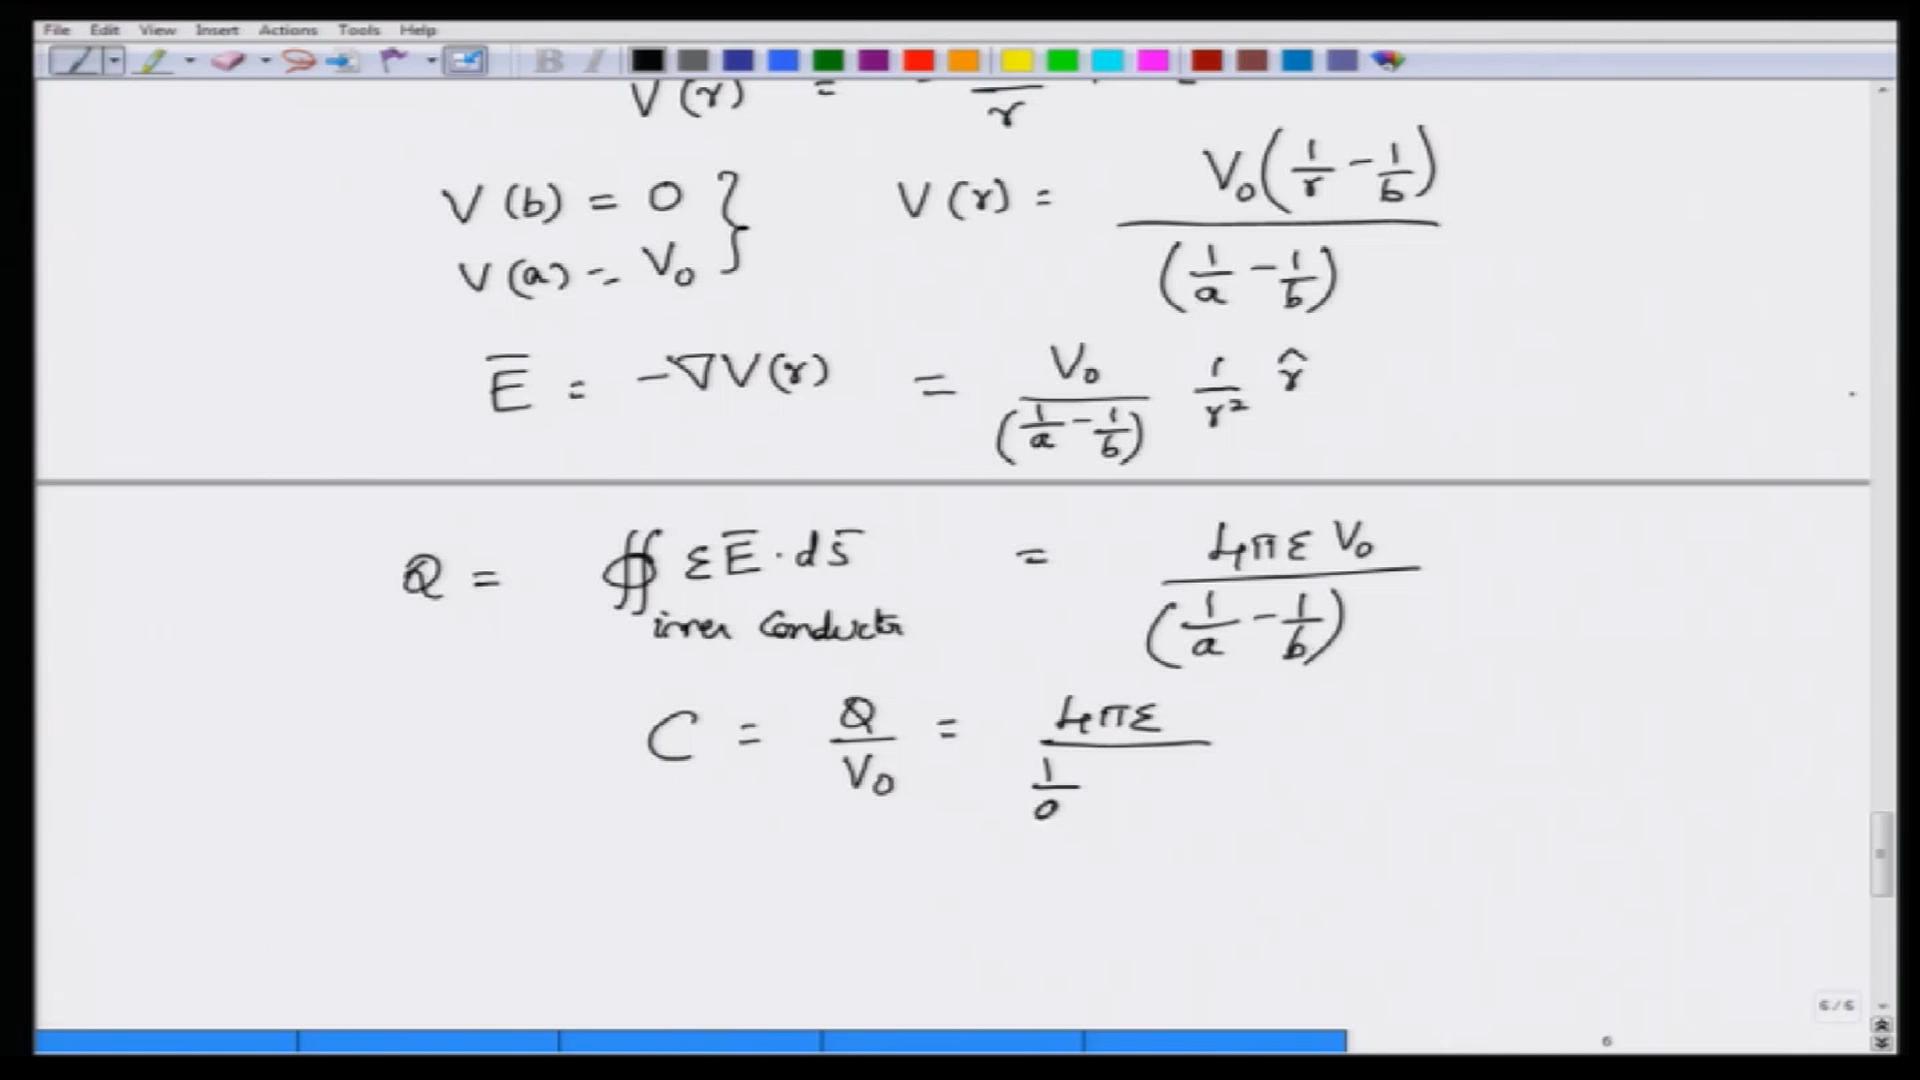 File Edit View Insert Actions Tools Help
B I
V(r) = - — r
V(b) = 0 }
V(a) = V₀
V(r) = V₀(1/r - 1/b) / (1/a - 1/b)
E̅ = -∇V(r) = V₀/(1/a - 1/b) 1/r² r̂
Q = ∯ εE̅ · ds̅ = 4πε V₀ / (1/a - 1/b)
inner Conductr
C = Q/V₀ = 4πε / 1/0
6/6
6